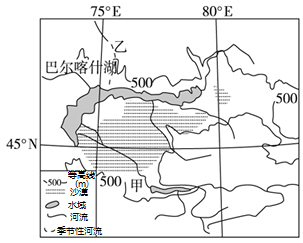 75°E 80°E
乙
巴尔喀什湖 500
500
45°N
500
甲
500 等高线
(m)
沙漠
水域
河流
季节性河流